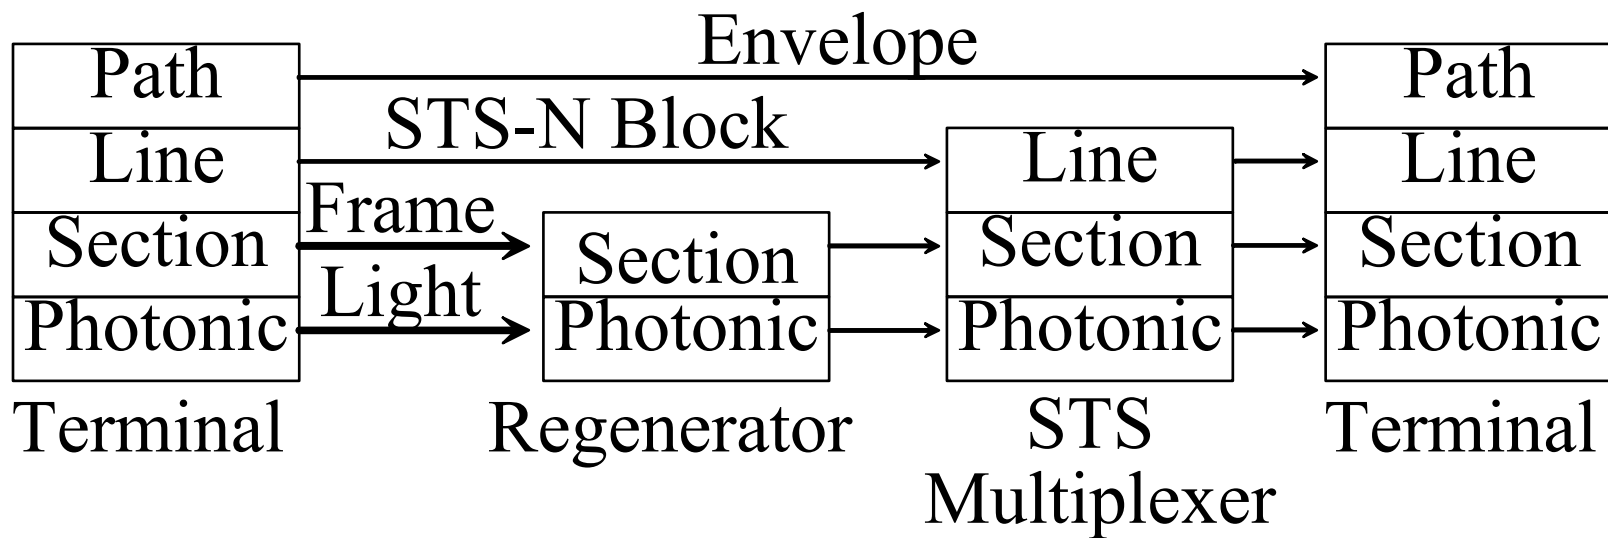 Envelope
Path
Path
STS-N Block
Line
Line
Line
Frame
Section
Section
Section
Section
Light
Photonic
Photonic
Photonic
Photonic
Terminal
Regenerator
STS
Multiplexer
Terminal